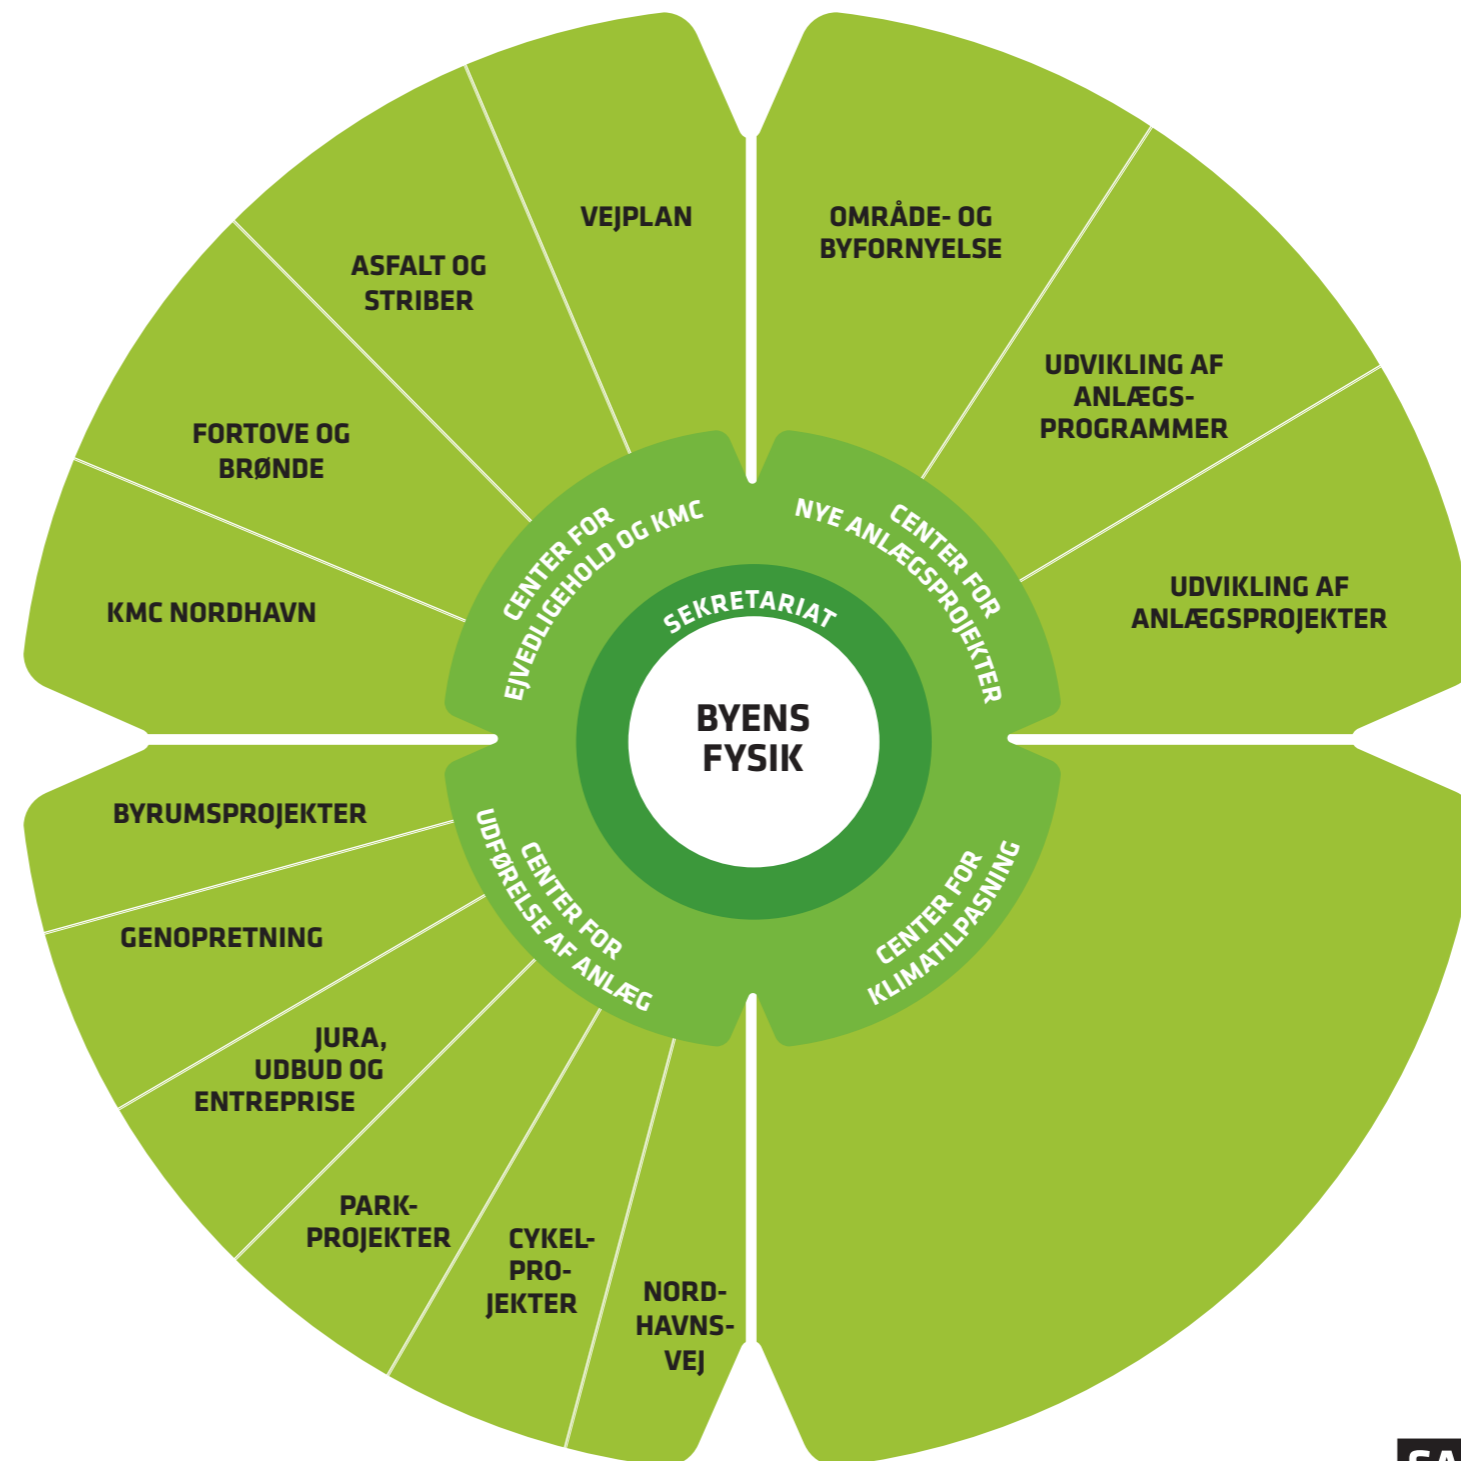 VEJPLAN
ASFALT OG
STRIBER
FORTOVE OG
BRØNDE
KMC NORDHAVN
OMRÅDE- OG
BYFORNYELSE
UDVIKLING AF
ANLÆGS-
PROGRAMMER
UDVIKLING AF
ANLÆGSPROJEKTER
CENTER FOR
EJVEDLIGEHOLD OG KMC
CENTER FOR
NYE ANLÆGSPROJEKTER
SEKRETARIAT
BYENS
FYSIK
CENTER FOR
UDFØRELSE AF ANLÆG
CENTER FOR
KLIMATILPASNING
BYRUMSPROJEKTER
GENOPRETNING
JURA,
UDBUD OG
ENTREPRISE
PARK-
PROJEKTER
CYKEL-
PRO-
JEKTER
NORD-
HAVNS-
VEJ